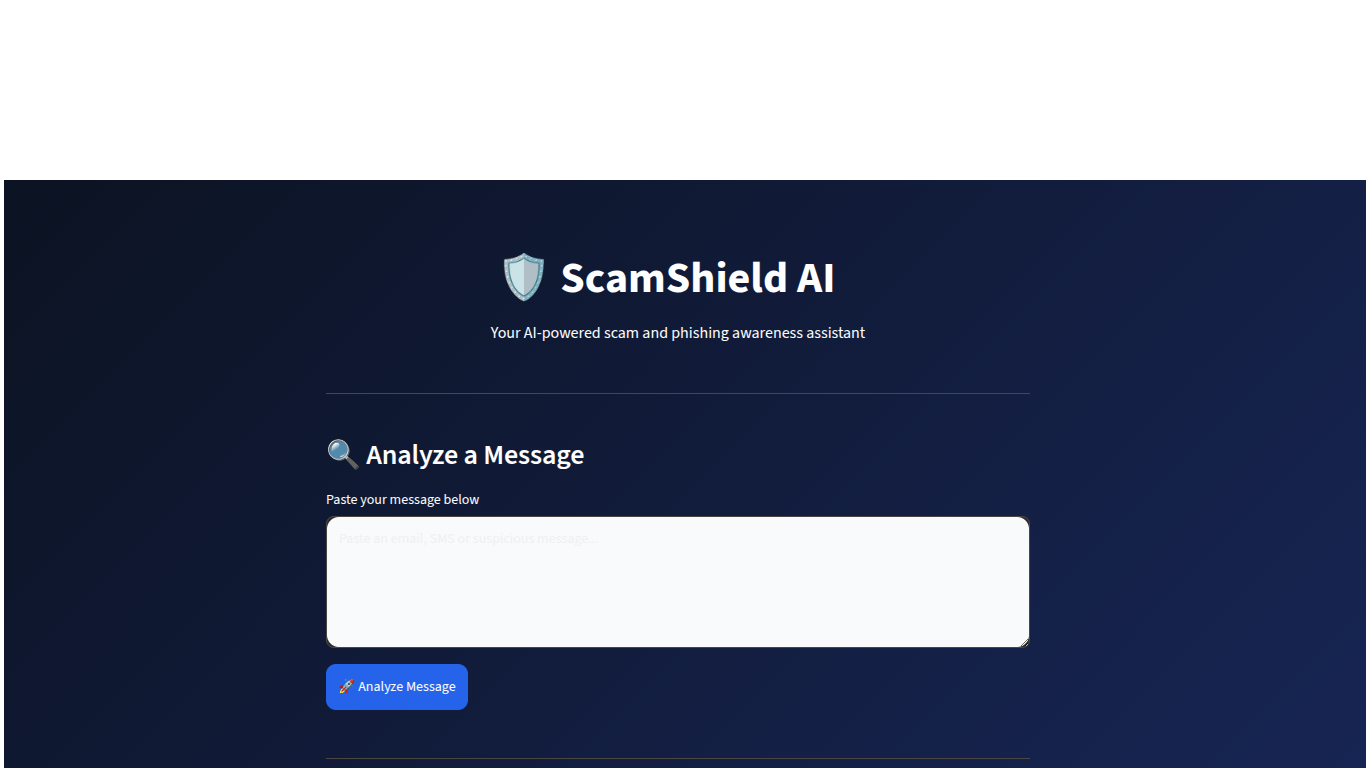 🛡️ ScamShield AI
Your AI-powered scam and phishing awareness assistant
🔍 Analyze a Message
Paste your message below
Paste an email, SMS or suspicious message...
🚀 Analyze Message